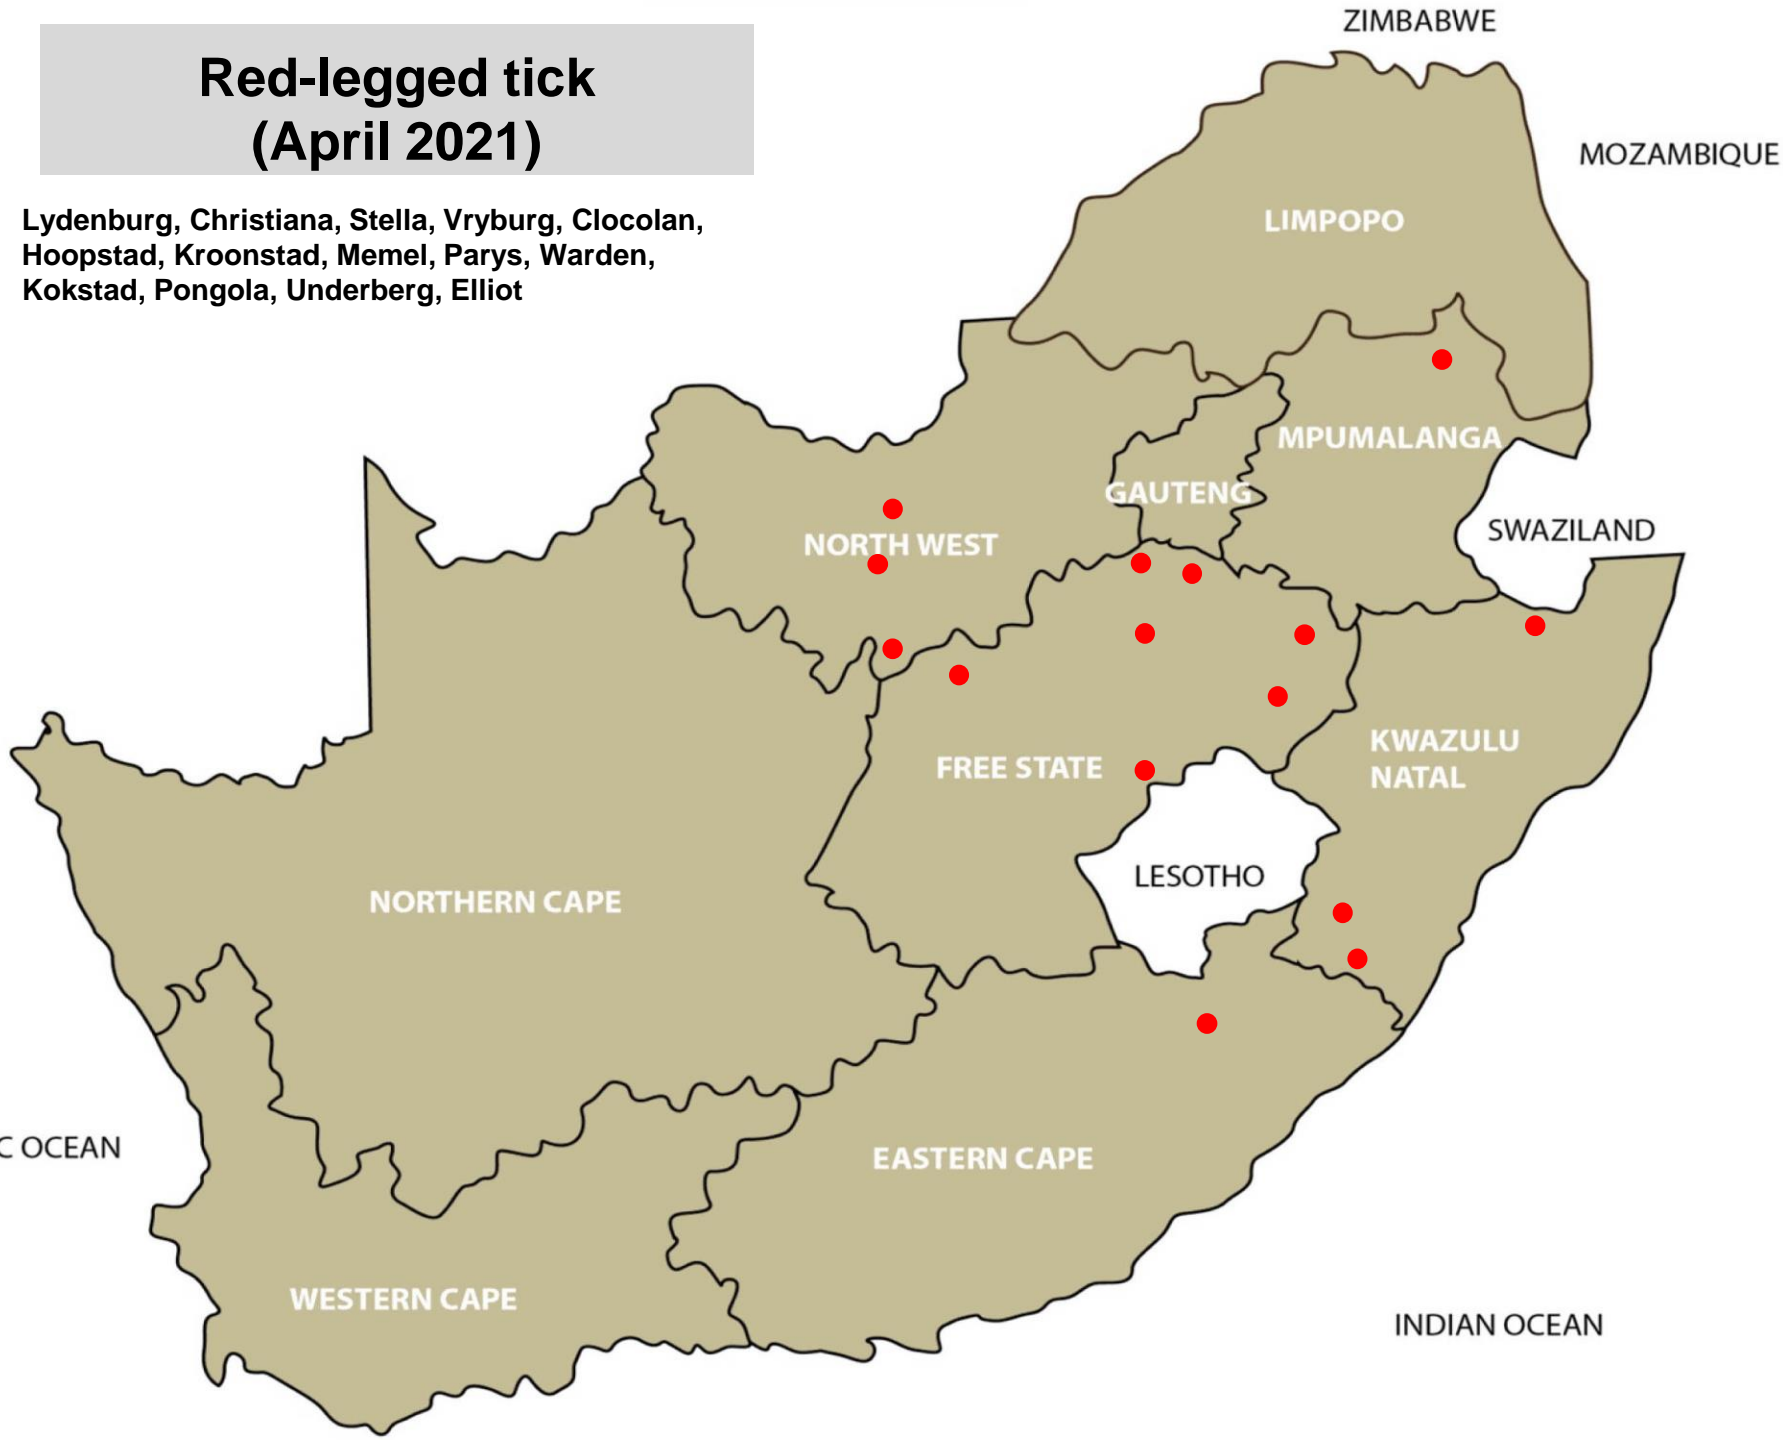 Red-legged tick
(April 2021)
Lydenburg, Christiana, Stella, Vryburg, Clocolan,
Hoopstad, Kroonstad, Memel, Parys, Warden,
Kokstad, Pongola, Underberg, Elliot
ZIMBABWE
MOZAMBIQUE
LIMPOPO
MPUMALANGA
GAUTENG
SWAZILAND
NORTH WEST
KWAZULU
NATAL
FREE STATE
LESOTHO
NORTHERN CAPE
C OCEAN
EASTERN CAPE
WESTERN CAPE
INDIAN OCEAN